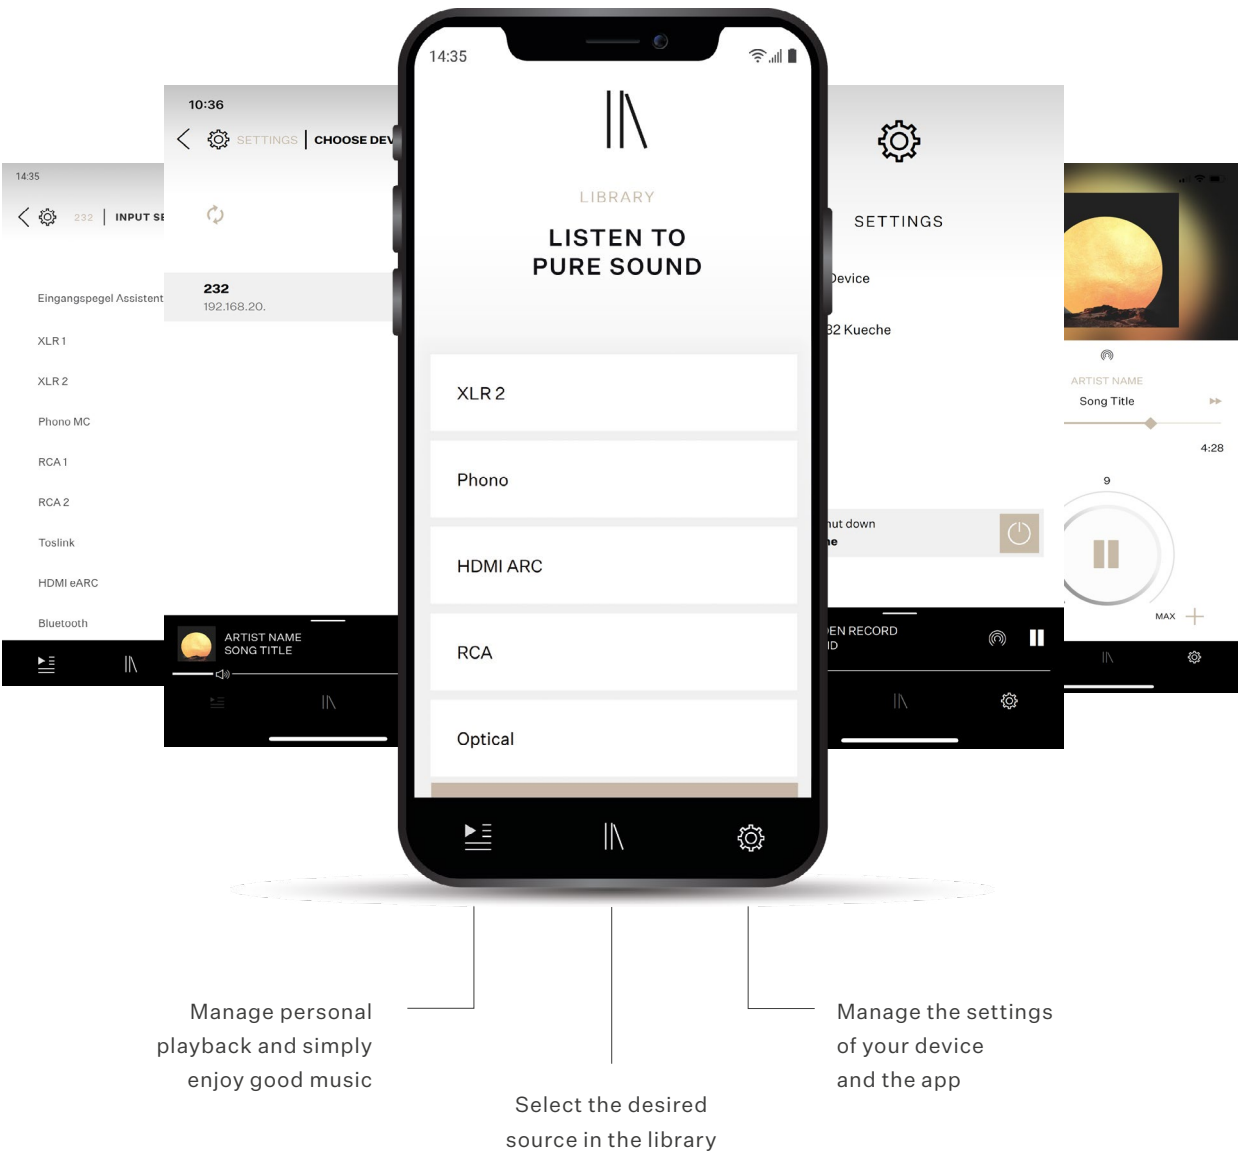 14:35
INPUT
232
Eingangspegel Assistent
XLR 1
XLR 2
Phono MC
RCA 1
RCA 2
Toslink
HDMI eARC
Bluetooth
10:36
SETTINGS
CHOOSE
232
192.168.20.
ARTIST NAME
SONG TITLE
14:35
LIBRARY
LISTEN TO
PURE SOUND
XLR 2
Phono
HDMI ARC
RCA
Optical
SETTINGS
Device
32 Kueche
down
RECORD
ARTIST NAME
Song Title
4:28
9
MAX
Manage personal
playback and simply
enjoy good music
Select the desired
source in the library
Manage the settings
of your device
and the app